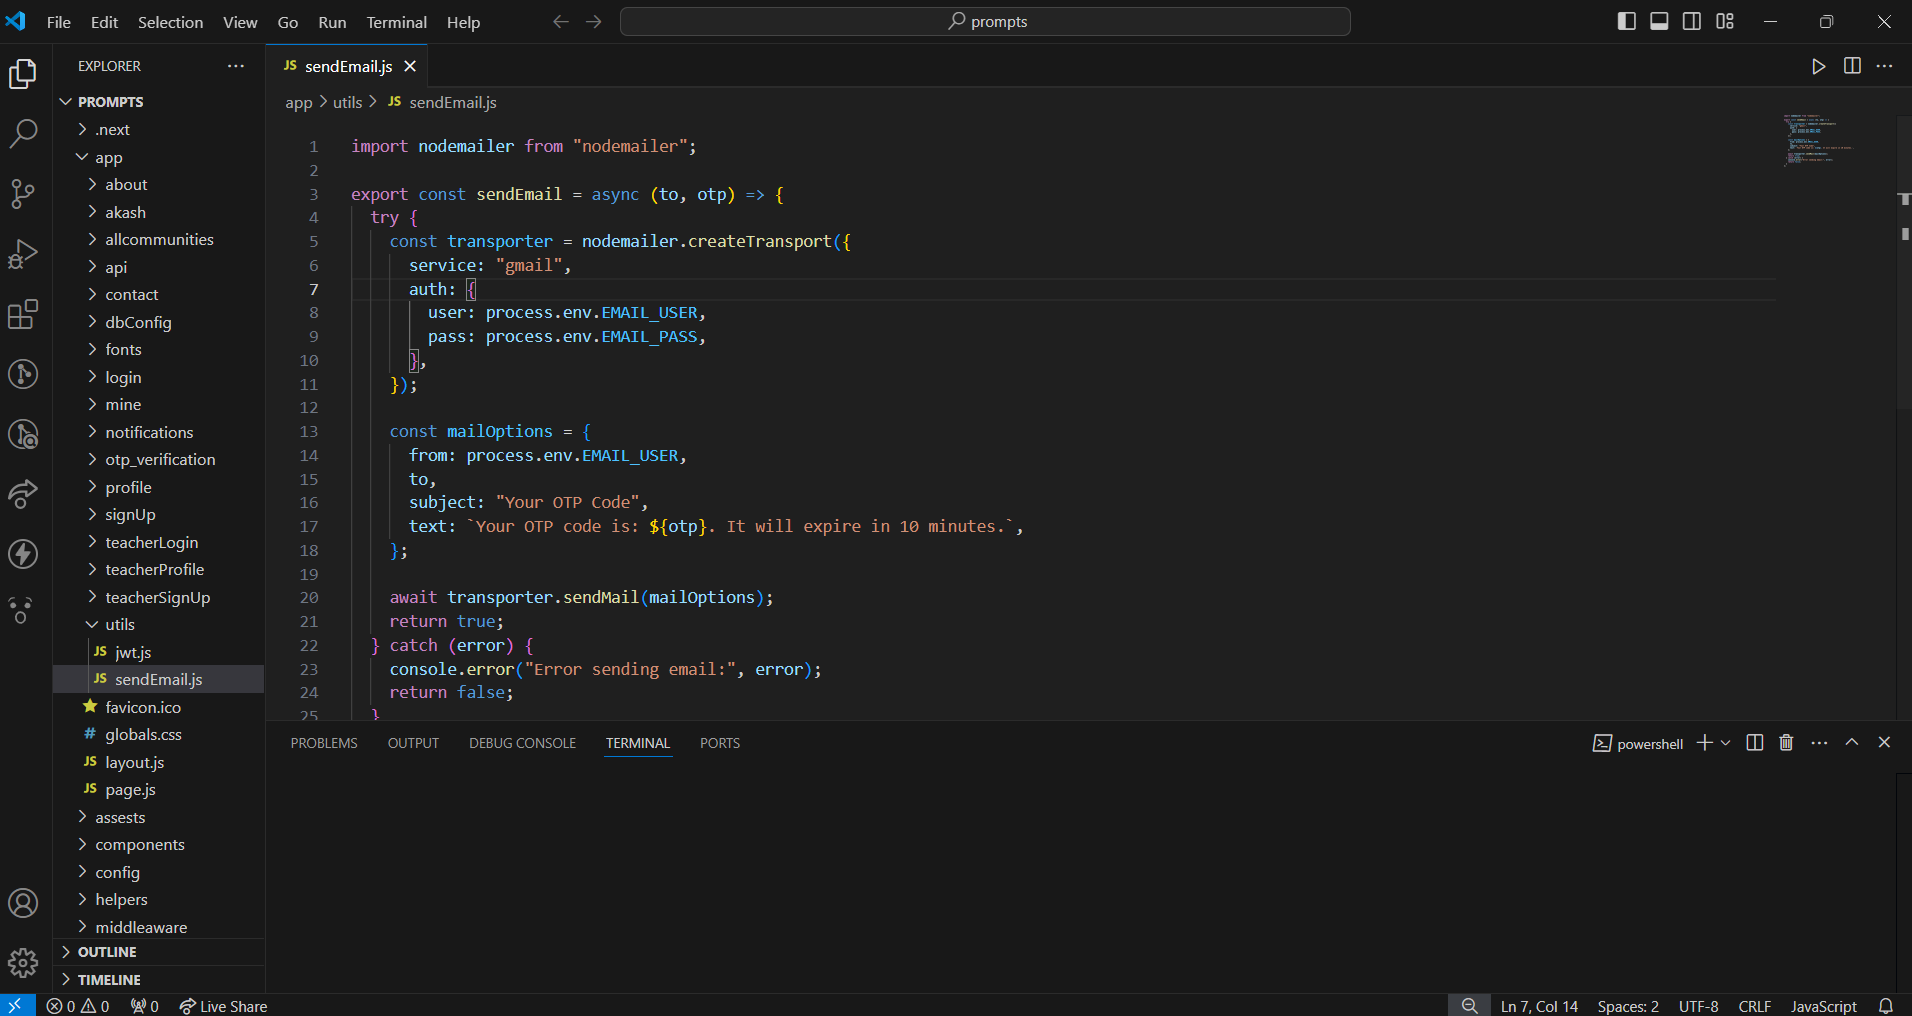 File Edit Selection View Go Run Terminal Help
prompts
EXPLORER
PROMPTS
.next
app
about
akash
allcommunities
api
contact
dbConfig
fonts
login
mine
notifications
otp_verification
profile
signUp
teacherLogin
teacherProfile
teacherSignUp
utils
JS jwt.js
JS sendEmail.js
favicon.ico
# globals.css
JS layout.js
JS page.js
assests
components
config
helpers
middleaware
OUTLINE
TIMELINE
JS sendEmail.js
app > utils > JS sendEmail.js
1 import nodemailer from "nodemailer";
2
3 export const sendEmail = async (to, otp) => {
4 try {
5 const transporter = nodemailer.createTransport({
6 service: "gmail",
7 auth: {
8 user: process.env.EMAIL_USER,
9 pass: process.env.EMAIL_PASS,
10 },
11 });
12
13 const mailOptions = {
14 from: process.env.EMAIL_USER,
15 to,
16 subject: "Your OTP Code",
17 text: `Your OTP code is: ${otp}. It will expire in 10 minutes.`,
18 };
19
20 await transporter.sendMail(mailOptions);
21 return true;
22 } catch (error) {
23 console.error("Error sending email:", error);
24 return false;
25 }
PROBLEMS OUTPUT DEBUG CONSOLE TERMINAL PORTS
powershell
0 0 0 Live Share
Ln 7, Col 14 Spaces: 2 UTF-8 CRLF JavaScript